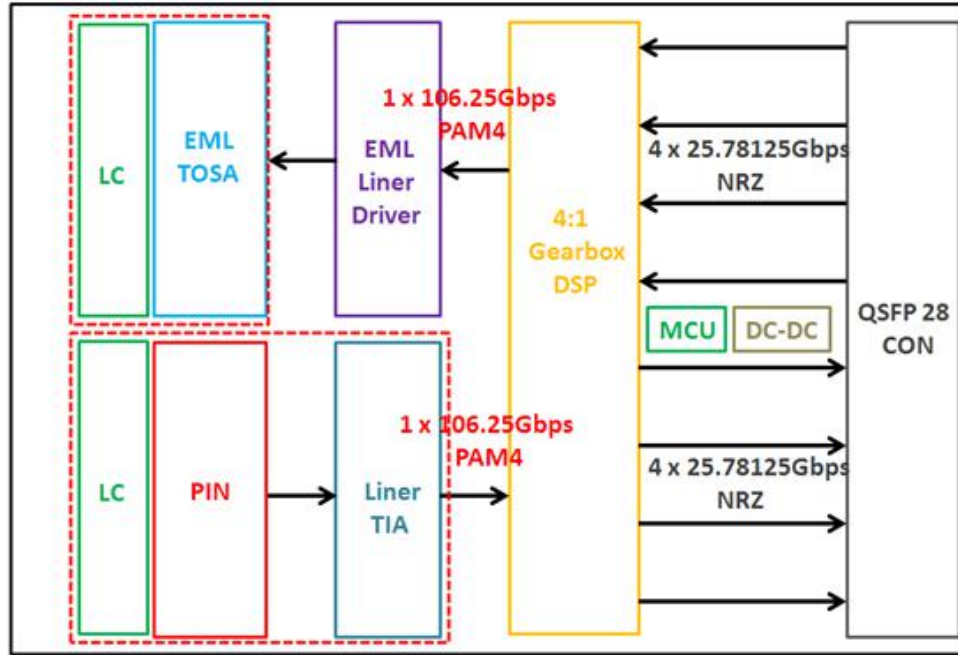 LC
EML
TOSA
EML
Liner
Driver
1 x 106.25Gbps
PAM4
4:1
Gearbox
DSP
4 x 25.78125Gbps
NRZ
MCU
DC-DC
QSFP 28
CON
LC
PIN
Liner
TIA
1 x 106.25Gbps
PAM4
4 x 25.78125Gbps
NRZ